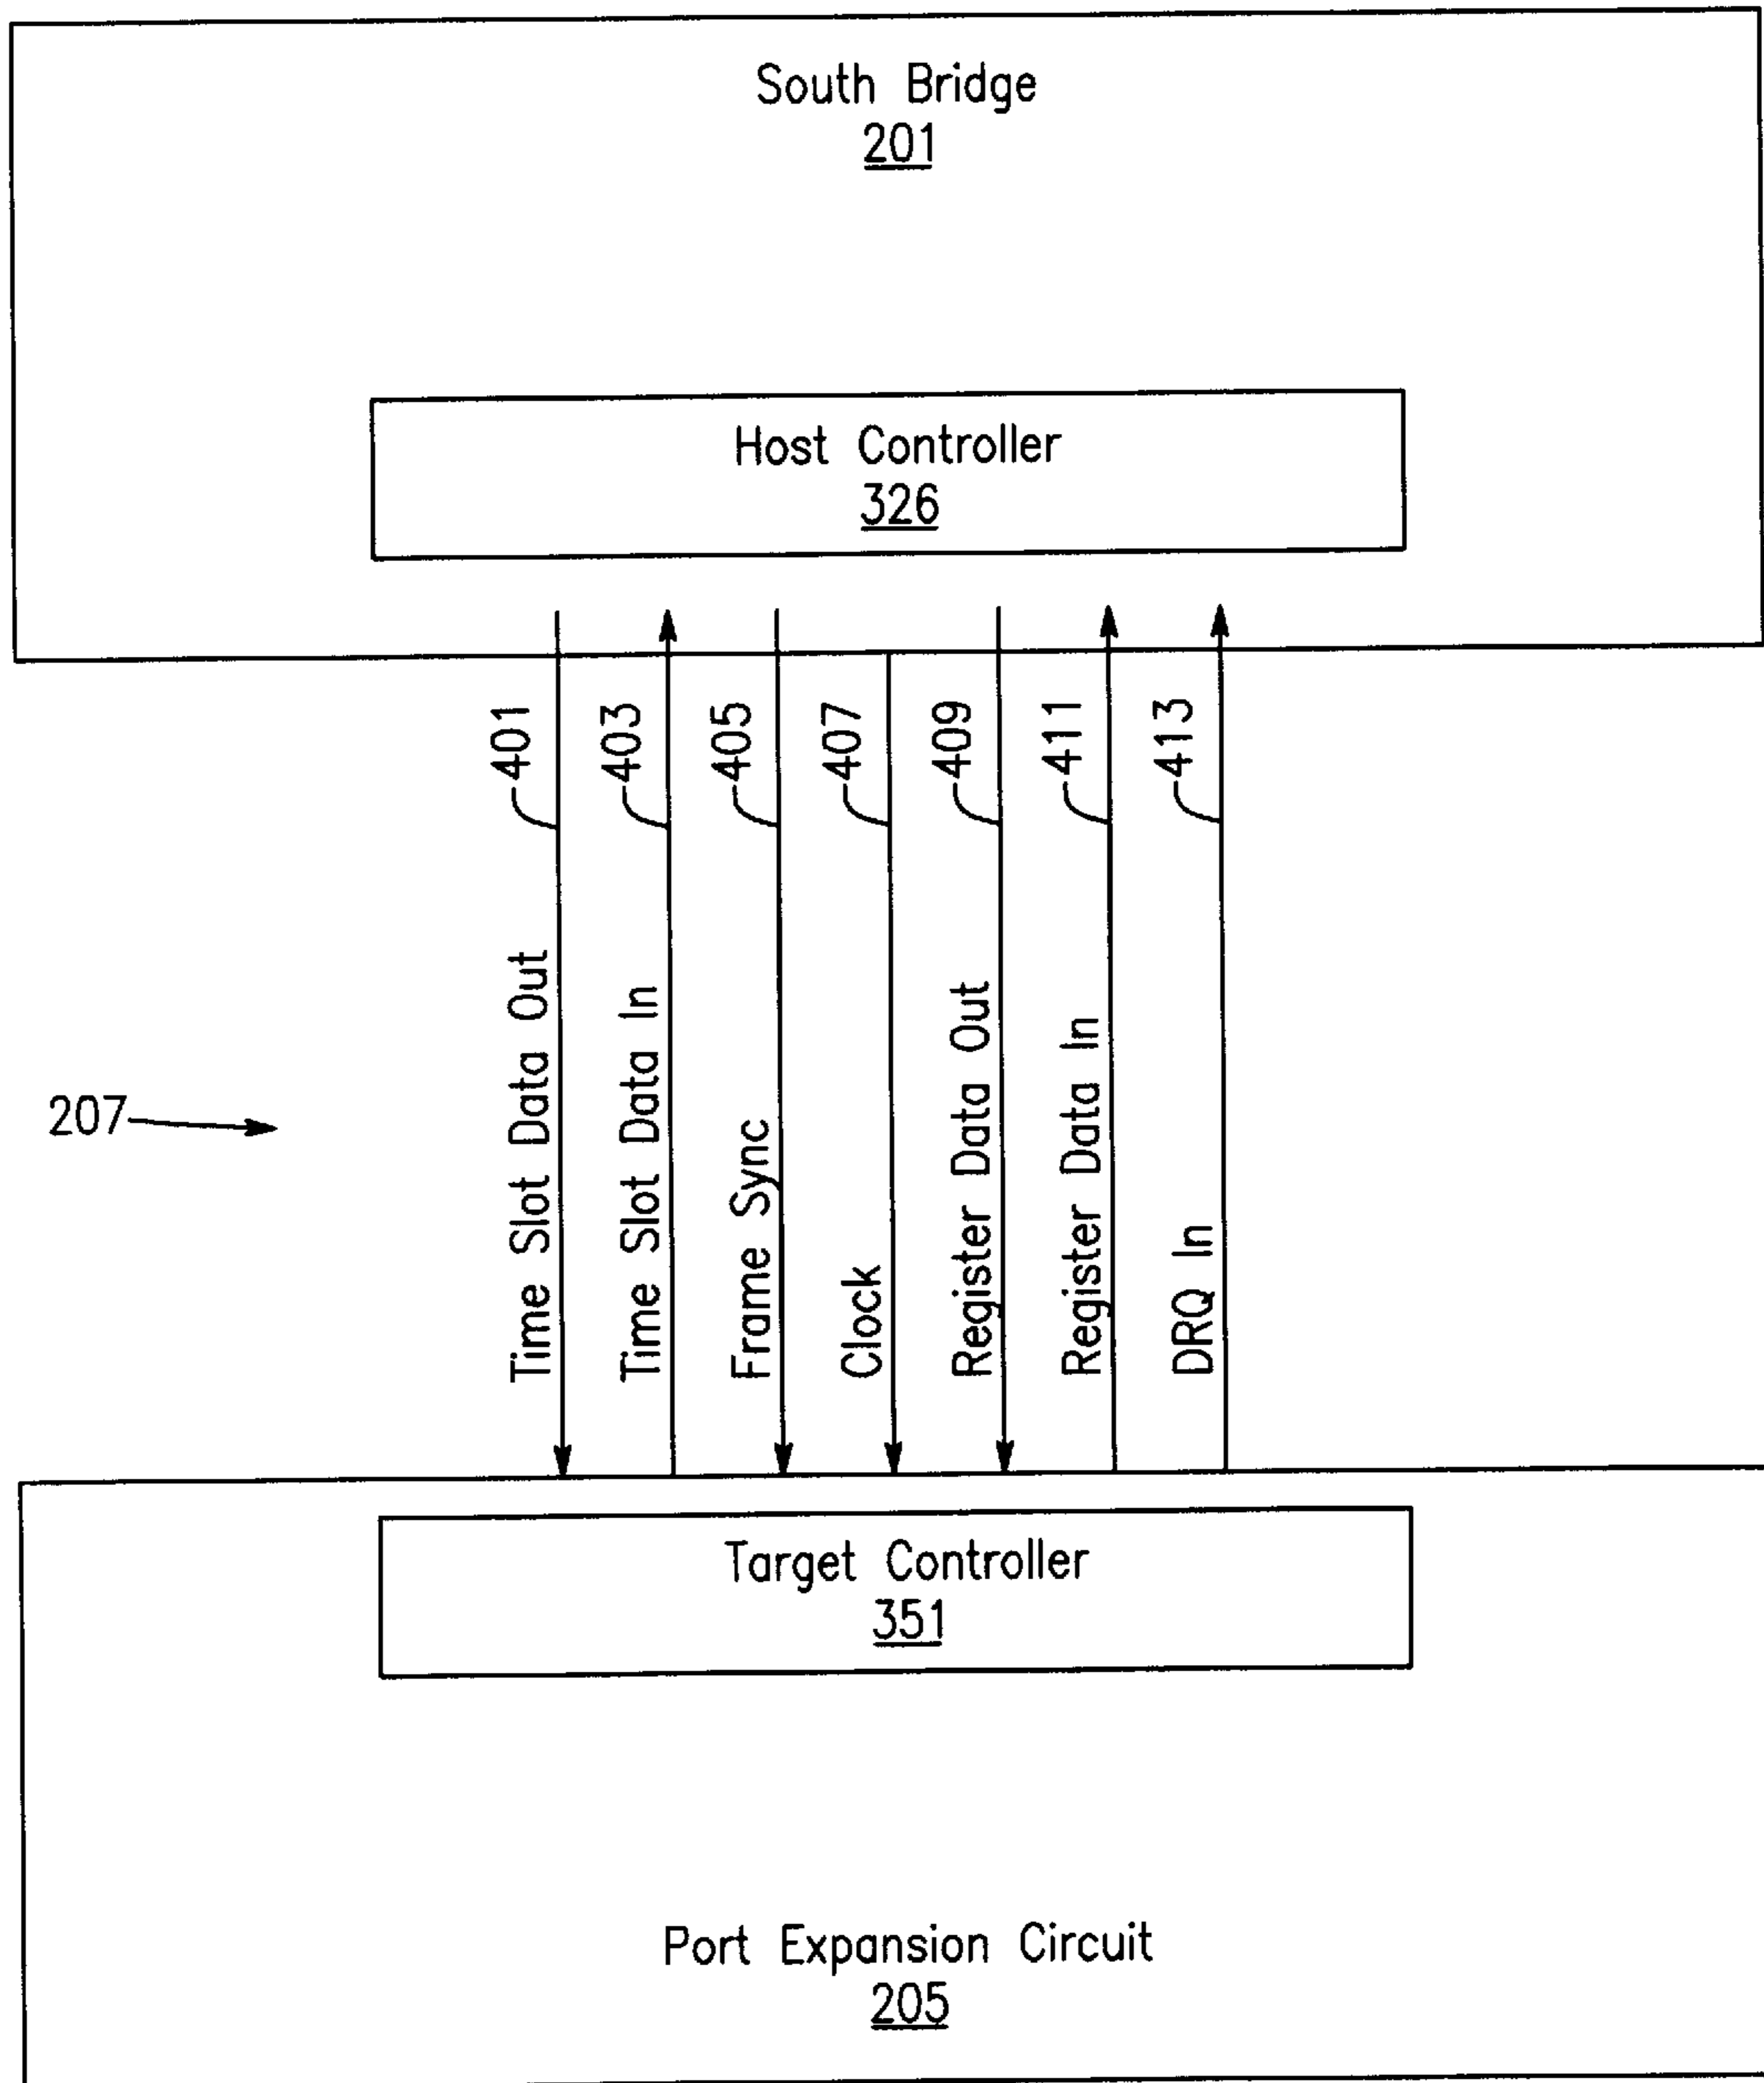 South Bridge
201
Host Controller
326
401
403
405
407
409
411
413
Time Slot Data Out
Time Slot Data In
Frame Sync
Clock
Register Data Out
Register Data In
DRQ In
207
Target Controller
351
Port Expansion Circuit
205